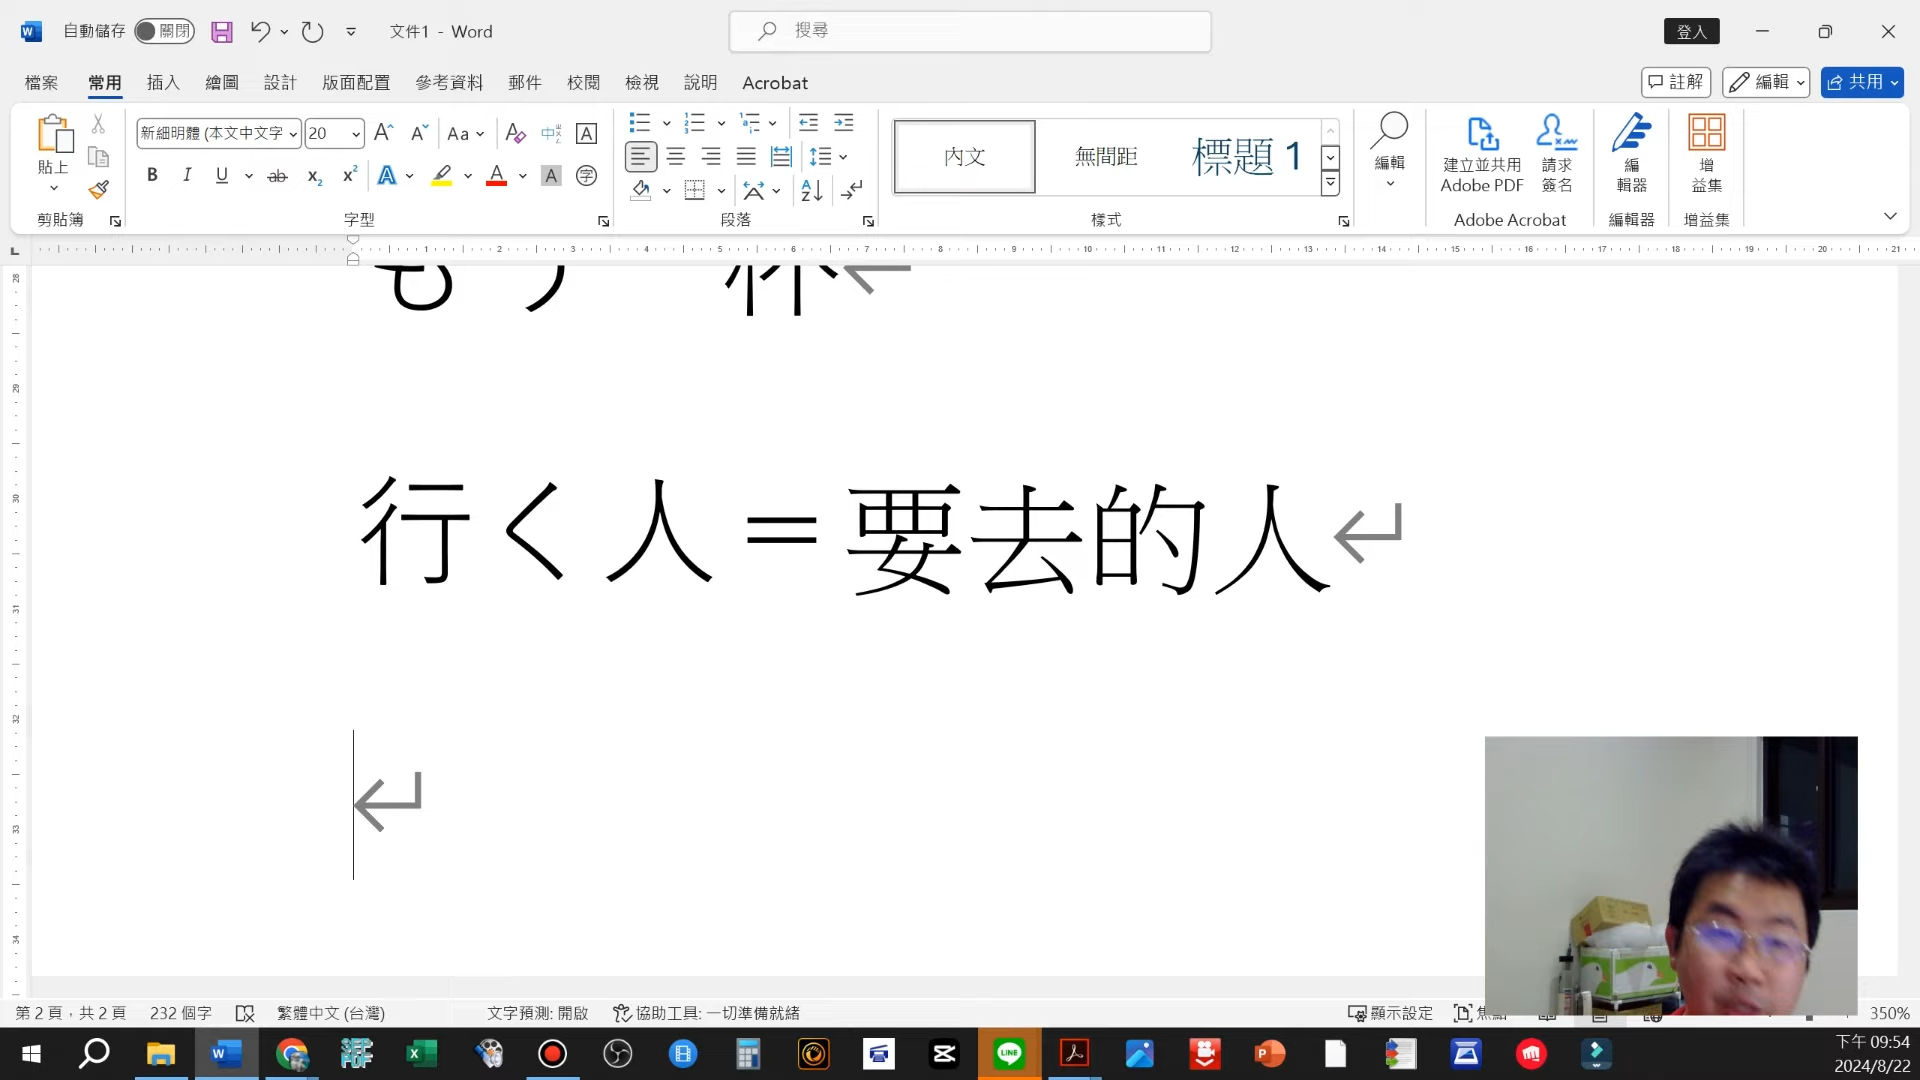 自動儲存 關閉 文件1 - Word 搜尋 登入
檔案 常用 插入 繪圖 設計 版面配置 參考資料 郵件 校閱 檢視 說明 Acrobat 註解 編輯 共用
貼上
剪貼簿
新細明體 (本文中文字 20
字型
段落
內文 無間距 標題 1
樣式
編輯
建立並共用 Adobe PDF
請求簽名
Adobe Acrobat
編輯器
編輯器
增益集
增益集
行く人＝要去的人
第 2 頁，共 2 頁 232 個字 繁體中文 (台灣) 文字預測: 開啟 協助工具: 一切準備就緒 顯示設定 350%
下午 09:54
2024/8/22